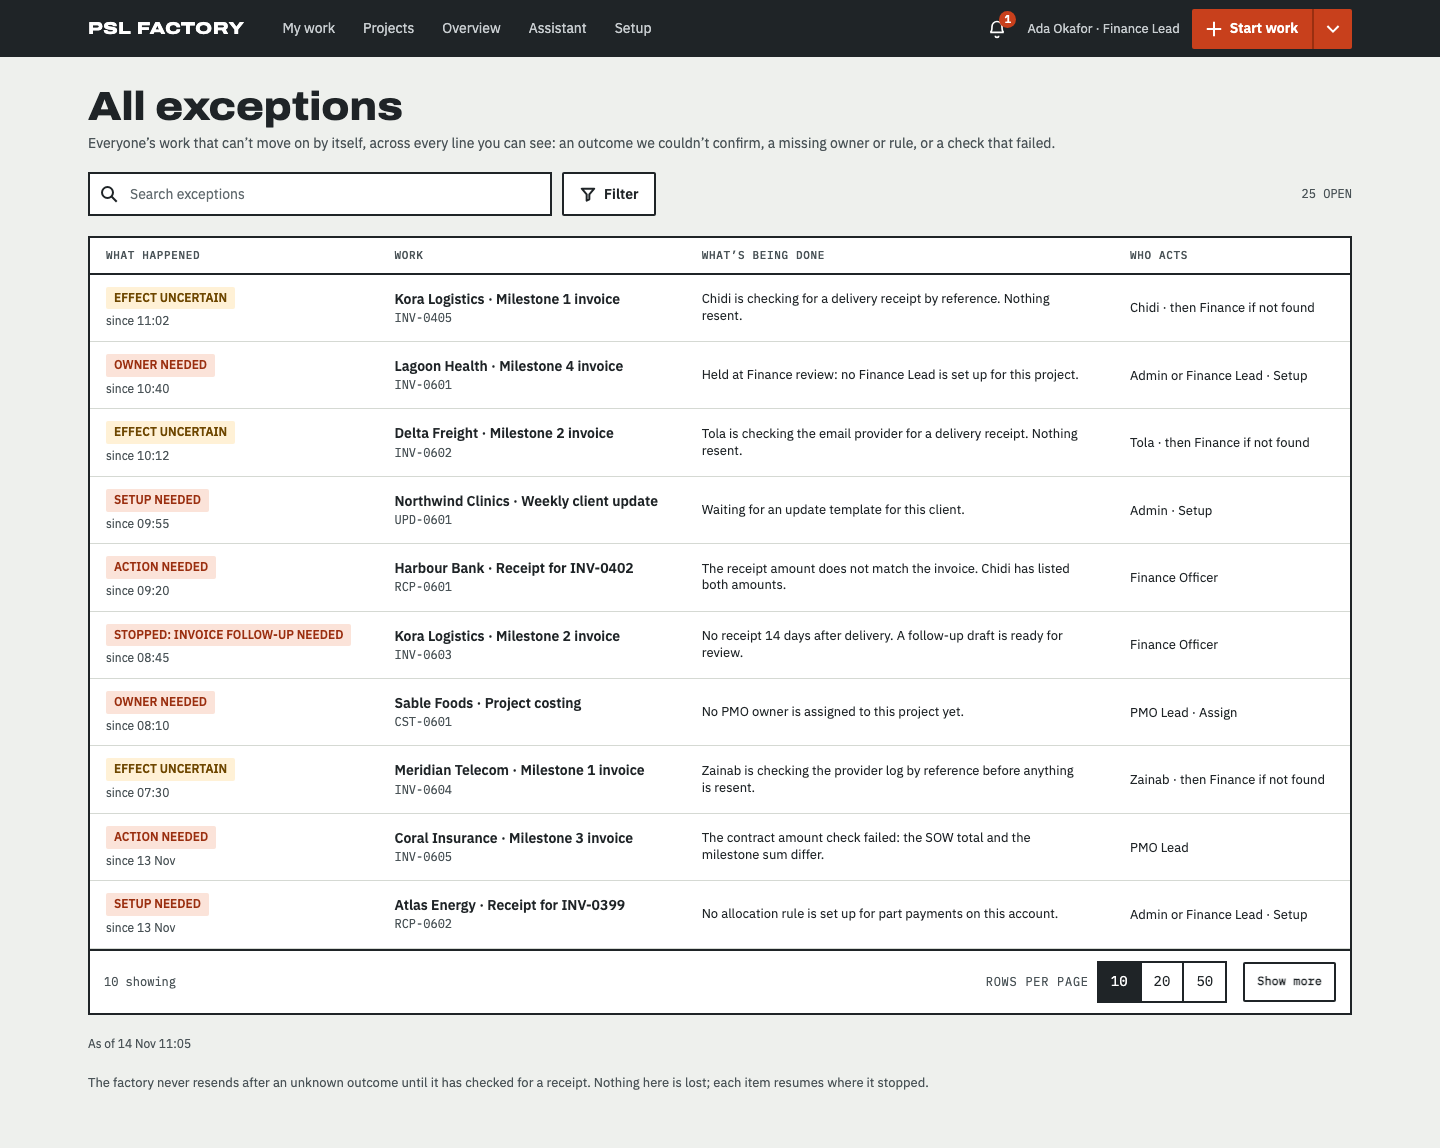 PSL FACTORY
My work
Projects
Overview
Assistant
Setup
1
Ada Okafor · Finance Lead
Start work
All exceptions
Everyone’s work that can’t move on by itself, across every line you can see: an outcome we couldn’t confirm, a missing owner or rule, or a check that failed.
Search exceptions
Filter
25 OPEN
WHAT HAPPENED
WORK
WHAT’S BEING DONE
WHO ACTS
EFFECT UNCERTAIN
since 11:02
Kora Logistics · Milestone 1 invoice
INV-0405
Chidi is checking for a delivery receipt by reference. Nothing
resent.
Chidi · then Finance if not found
OWNER NEEDED
since 10:40
Lagoon Health · Milestone 4 invoice
INV-0601
Held at Finance review: no Finance Lead is set up for this project.
Admin or Finance Lead · Setup
EFFECT UNCERTAIN
since 10:12
Delta Freight · Milestone 2 invoice
INV-0602
Tola is checking the email provider for a delivery receipt. Nothing
resent.
Tola · then Finance if not found
SETUP NEEDED
since 09:55
Northwind Clinics · Weekly client update
UPD-0601
Waiting for an update template for this client.
Admin · Setup
ACTION NEEDED
since 09:20
Harbour Bank · Receipt for INV-0402
RCP-0601
The receipt amount does not match the invoice. Chidi has listed
both amounts.
Finance Officer
STOPPED: INVOICE FOLLOW-UP NEEDED
since 08:45
Kora Logistics · Milestone 2 invoice
INV-0603
No receipt 14 days after delivery. A follow-up draft is ready for
review.
Finance Officer
OWNER NEEDED
since 08:10
Sable Foods · Project costing
CST-0601
No PMO owner is assigned to this project yet.
PMO Lead · Assign
EFFECT UNCERTAIN
since 07:30
Meridian Telecom · Milestone 1 invoice
INV-0604
Zainab is checking the provider log by reference before anything
is resent.
Zainab · then Finance if not found
ACTION NEEDED
since 13 Nov
Coral Insurance · Milestone 3 invoice
INV-0605
The contract amount check failed: the SOW total and the
milestone sum differ.
PMO Lead
SETUP NEEDED
since 13 Nov
Atlas Energy · Receipt for INV-0399
RCP-0602
No allocation rule is set up for part payments on this account.
Admin or Finance Lead · Setup
10 showing
ROWS PER PAGE
10
20
50
Show more
As of 14 Nov 11:05
The factory never resends after an unknown outcome until it has checked for a receipt. Nothing here is lost; each item resumes where it stopped.